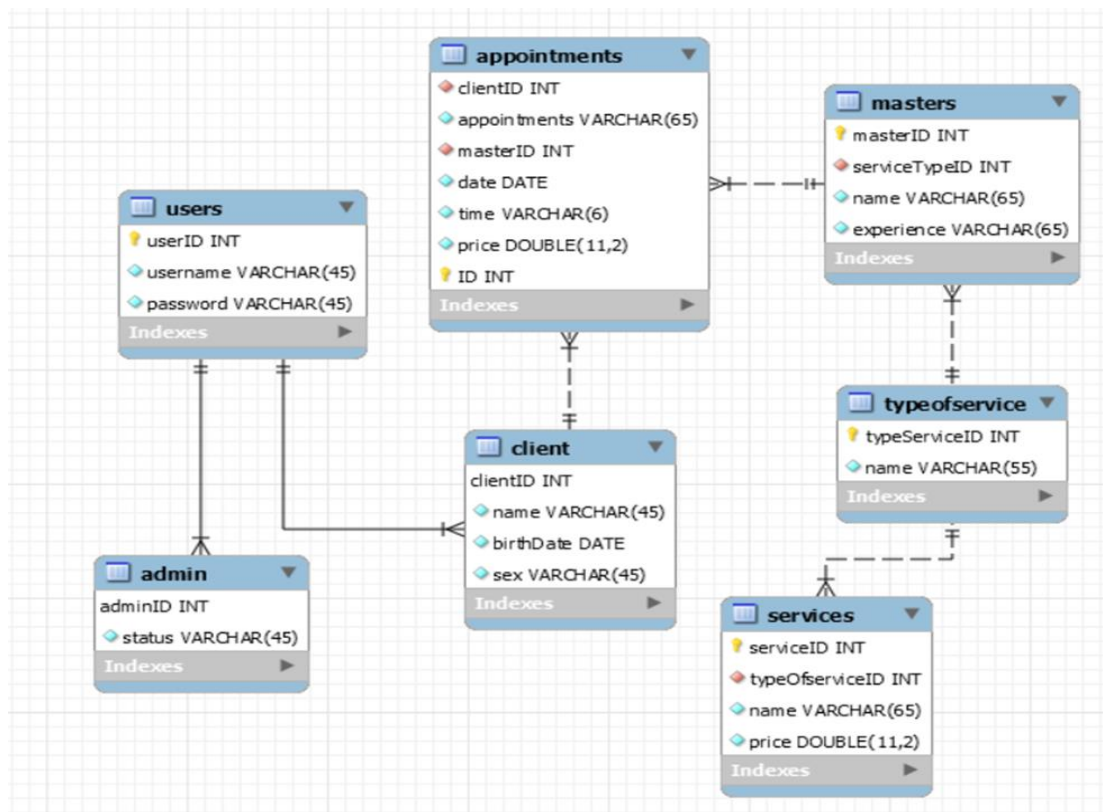 appointments
clientID INT
appointments VARCHAR(65)
masterID INT
date DATE
time VARCHAR(6)
price DOUBLE(11,2)
ID INT
Indexes
masters
masterID INT
serviceTypeID INT
name VARCHAR(65)
experience VARCHAR(65)
Indexes
users
userID INT
username VARCHAR(45)
password VARCHAR(45)
Indexes
typeofservice
typeServiceID INT
name VARCHAR(55)
Indexes
client
clientID INT
name VARCHAR(45)
birthDate DATE
sex VARCHAR(45)
Indexes
admin
adminID INT
status VARCHAR(45)
Indexes
services
serviceID INT
typeOfserviceID INT
name VARCHAR(65)
price DOUBLE(11,2)
Indexes